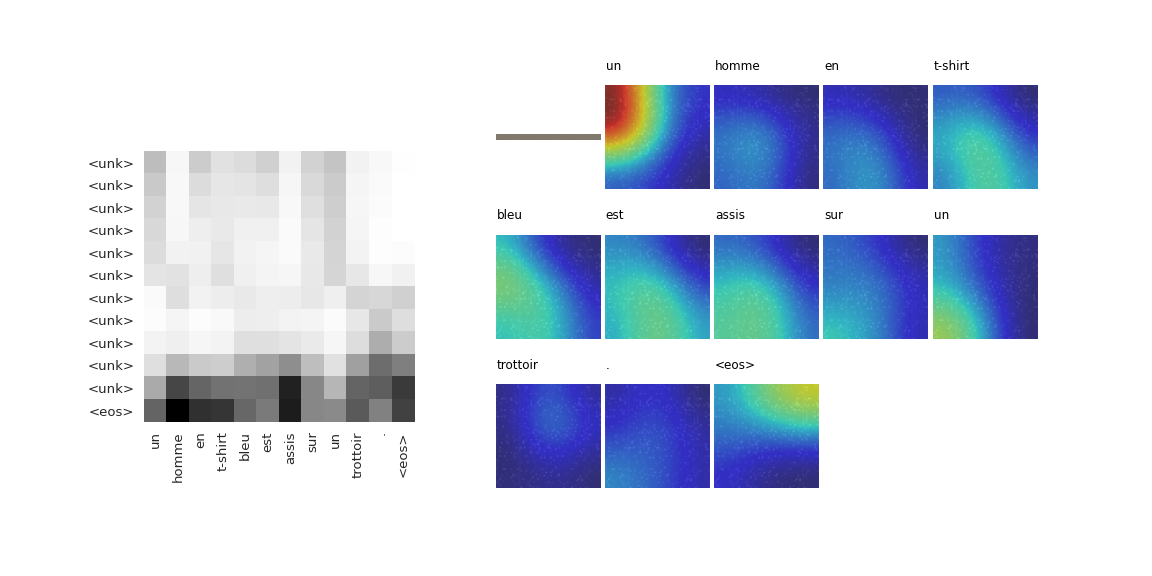 <unk>
<unk>
<unk>
<unk>
<unk>
<unk>
<unk>
<unk>
<unk>
<unk>
<unk>
<eos>
un homme en t-shirt bleu est assis sur un trottoir . <eos>
un homme en t-shirt
bleu est assis sur un
trottoir . <eos>